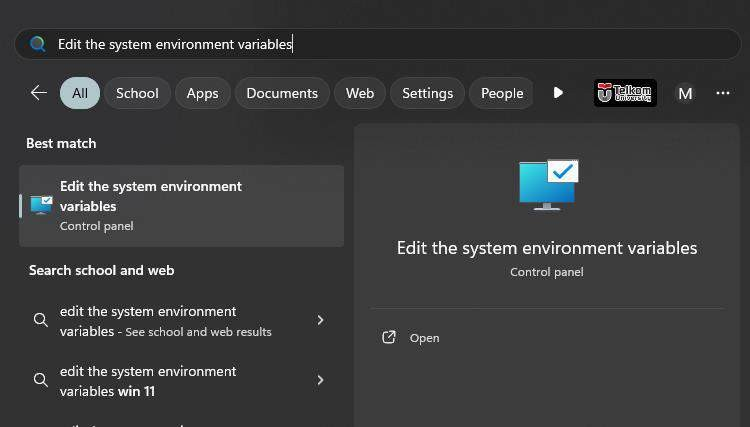 Edit the system environment variables
All
School
Apps
Documents
Web
Settings
People
Telkom
University
M
Best match
Edit the system environment
variables
Control panel
Search school and web
edit the system environment
variables - See school and web results
edit the system environment
variables win 11
Edit the system environment variables
Control panel
Open